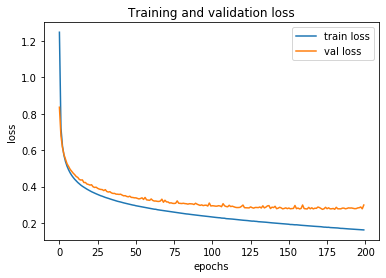 Training and validation loss
train loss
val loss
1.2
1.0
0.8
0.6
0.4
0.2
loss
0 25 50 75 100 125 150 175 200
epochs